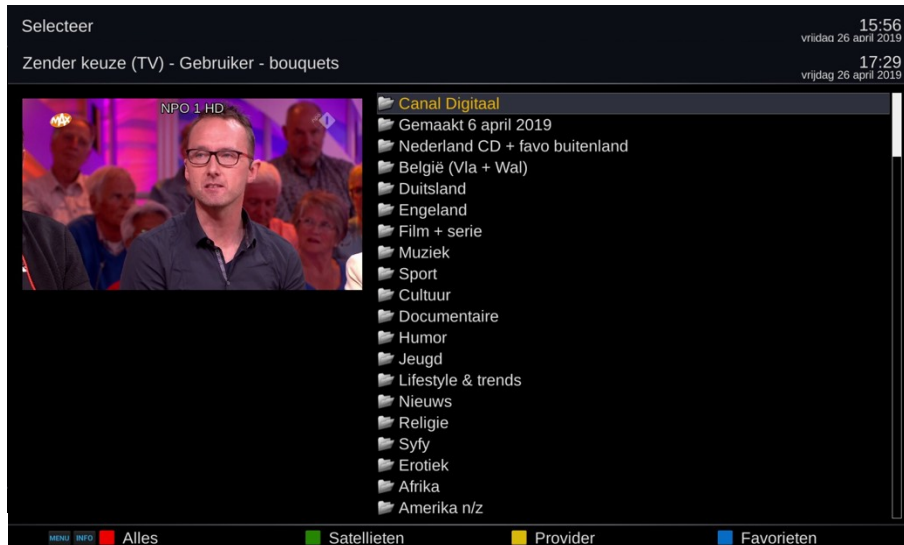 Selecteer
15:56
vrijdag 26 april 2019
Zender keuze (TV) - Gebruiker - bouquets
17:29
vrijdag 26 april 2019
MAX
NPO 1 HD
1
Canal Digitaal
Gemaakt 6 april 2019
Nederland CD + favo buitenland
België (Vla + Wal)
Duitsland
Engeland
Film + serie
Muziek
Sport
Cultuur
Documentaire
Humor
Jeugd
Lifestyle & trends
Nieuws
Religie
Syfy
Erotiek
Afrika
Amerika n/z
MENU INFO Alles Satellieten Provider Favorieten